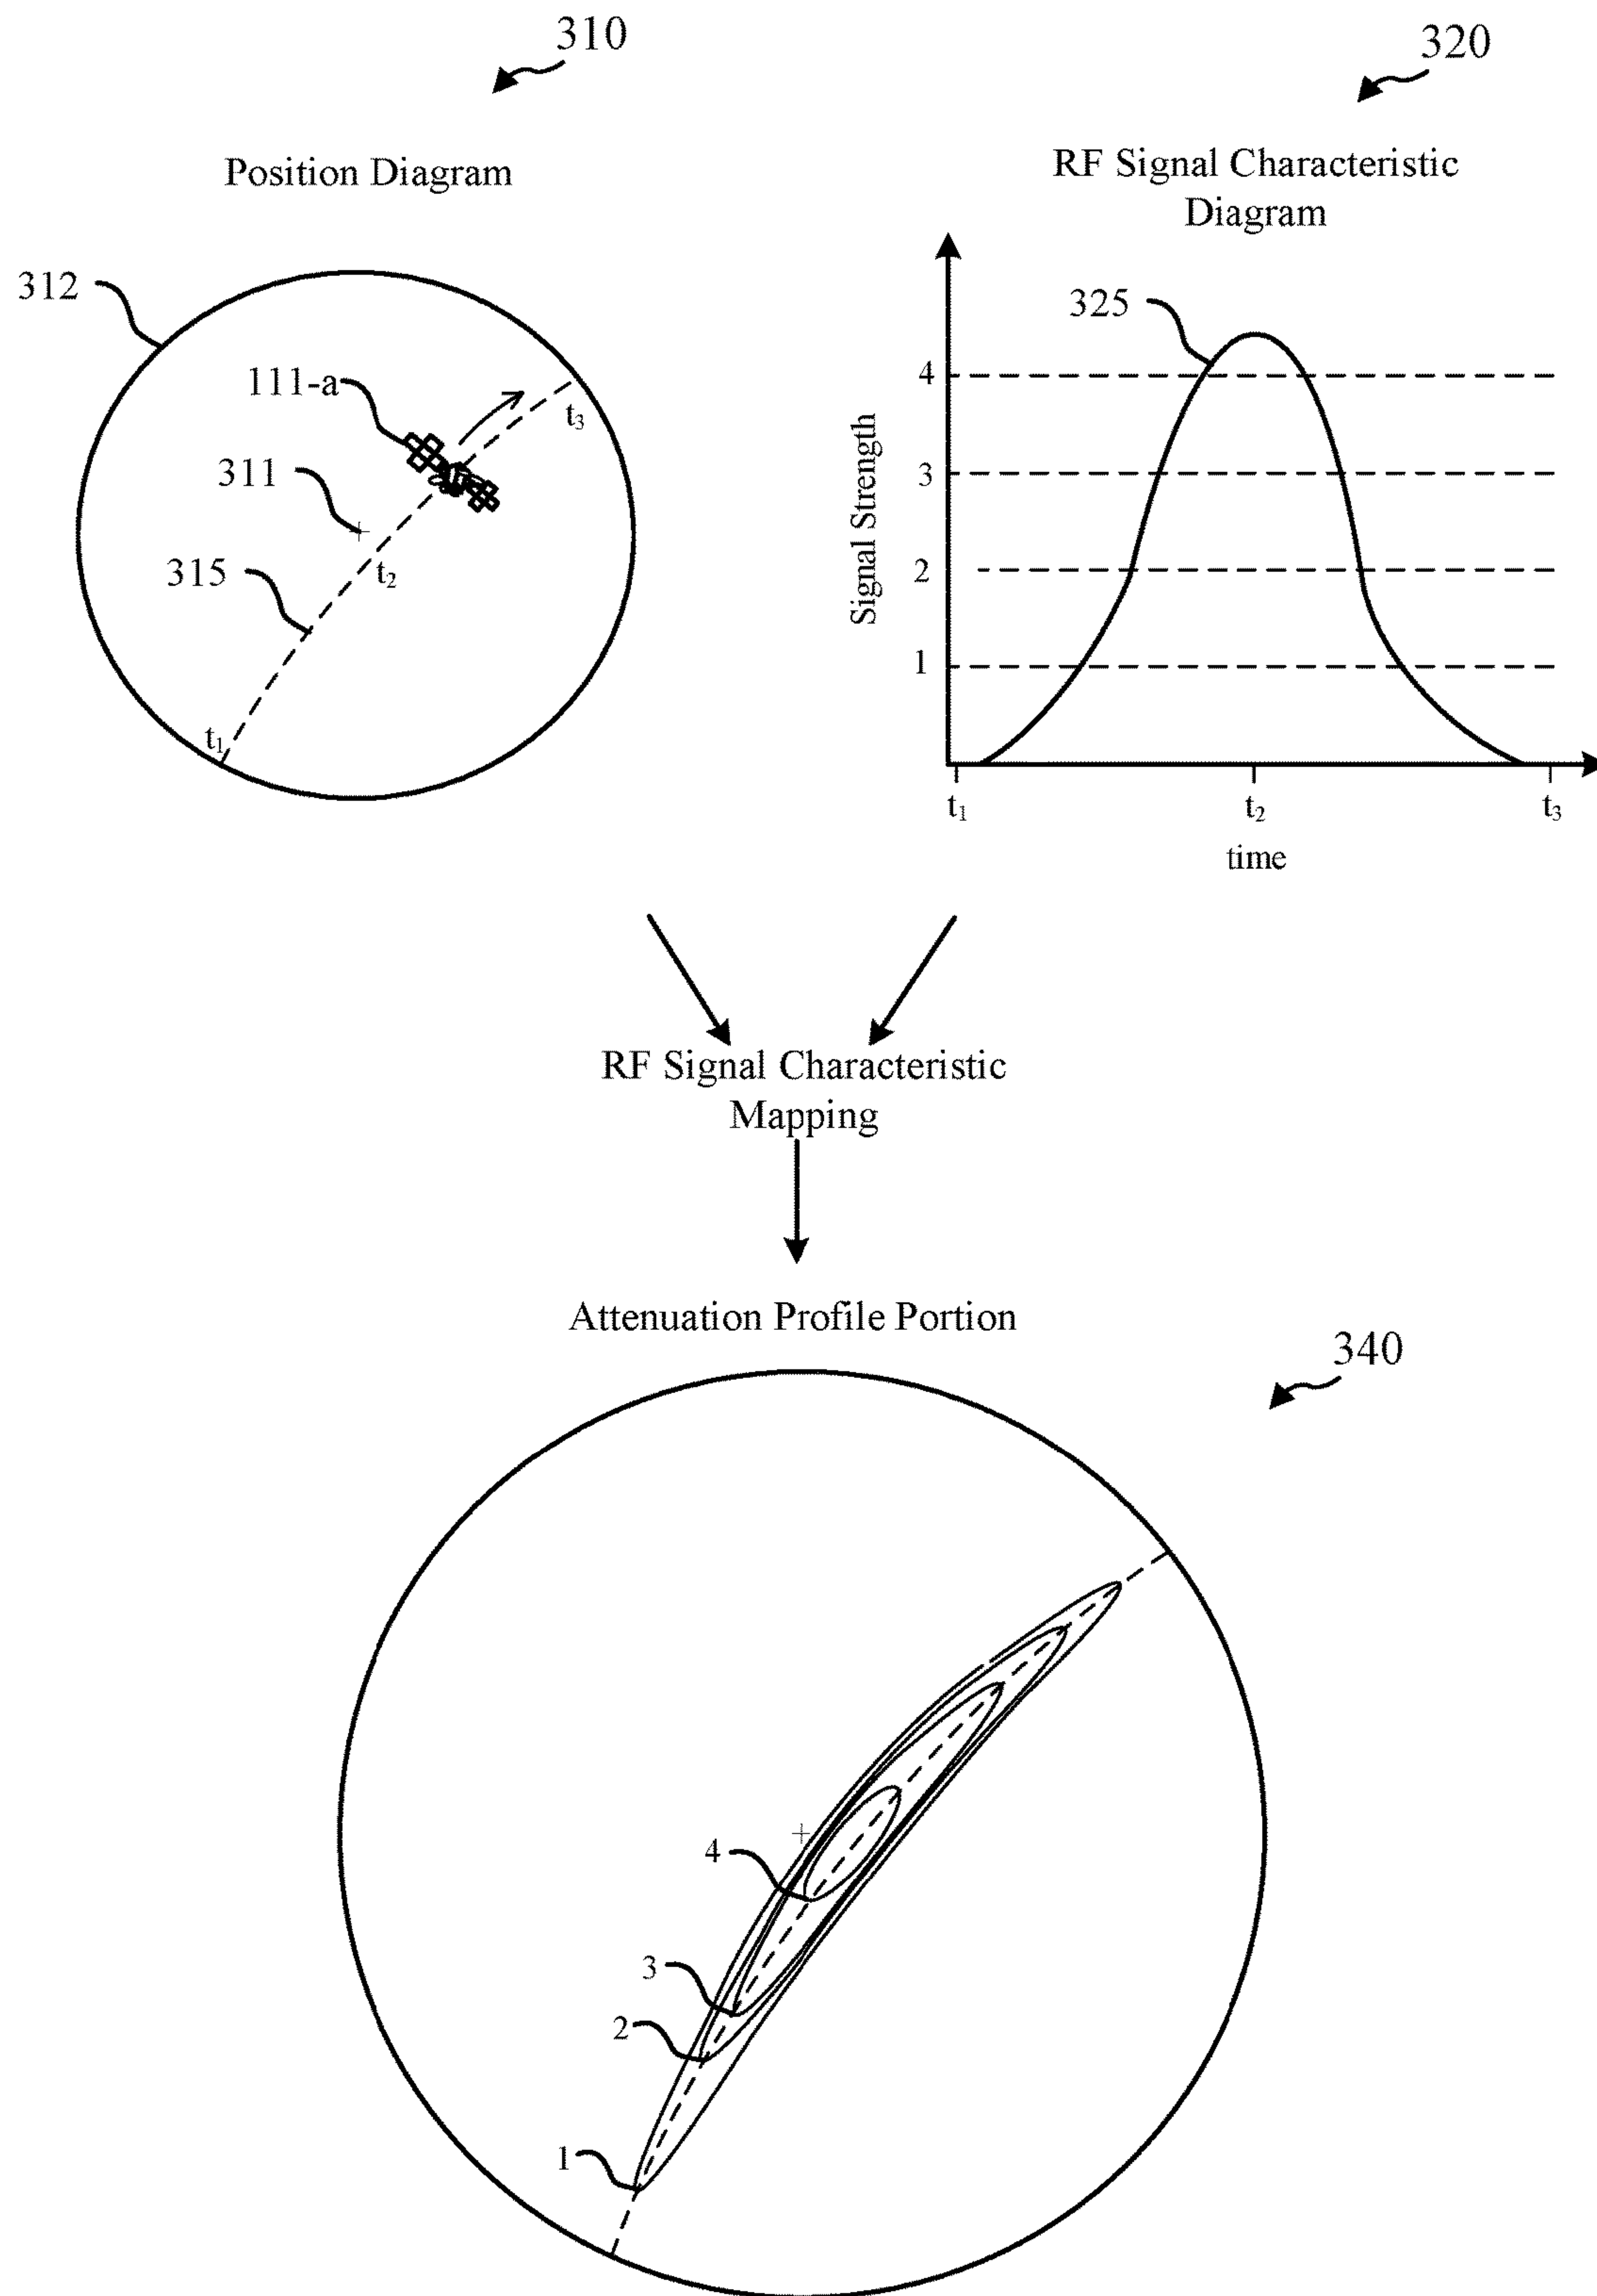 310
320
Position Diagram
RF Signal Characteristic
Diagram
312
325
111-a
311
315
t1
t2
t3
Signal Strength
4
3
2
1
t1
t2
t3
time
RF Signal Characteristic
Mapping
Attenuation Profile Portion
340
4
3
2
1